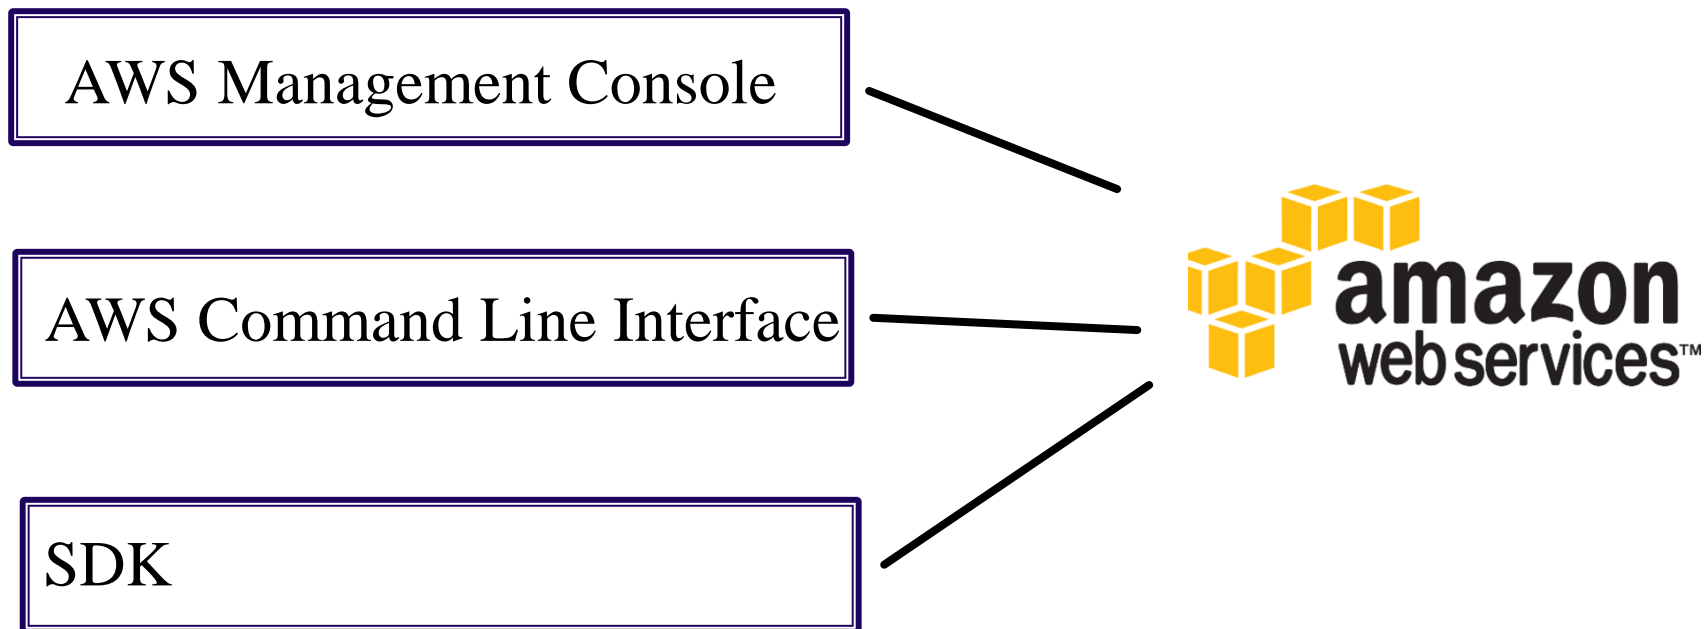 AWS Management Console
AWS Command Line Interface
SDK
amazon
web services™